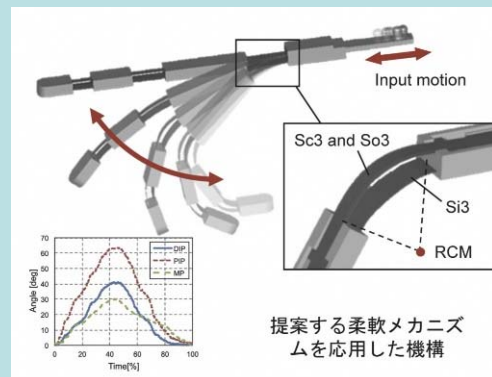 Input motion
Sc3 and So3
Si3
RCM
Angle [deg]
70
60
50
40
30
20
10
0
0 20 40 60 80 100
Time[%]
DIP
PIP
MP
提案する柔軟メカニズ
ムを応用した機構